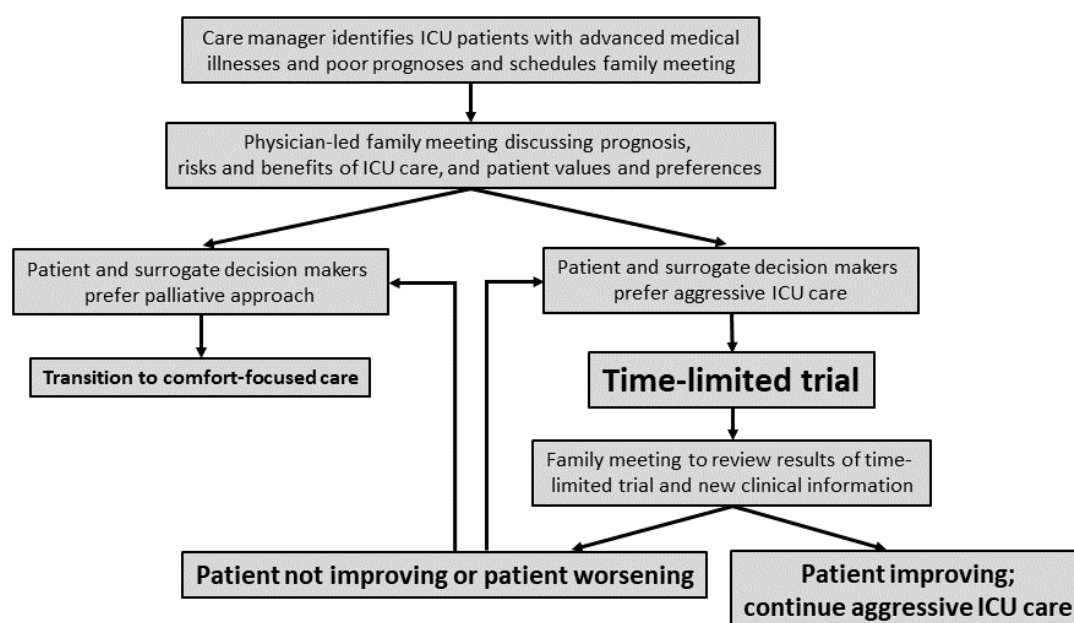 Care manager identifies ICU patients with advanced medical
illnesses and poor prognoses and schedules family meeting
Physician-led family meeting discussing prognosis,
risks and benefits of ICU care, and patient values and preferences
Patient and surrogate decision makers
prefer palliative approach
Patient and surrogate decision makers
prefer aggressive ICU care
Transition to comfort-focused care
Time-limited trial
Family meeting to review results of time-
limited trial and new clinical information
Patient not improving or patient worsening
Patient improving;
continue aggressive ICU care